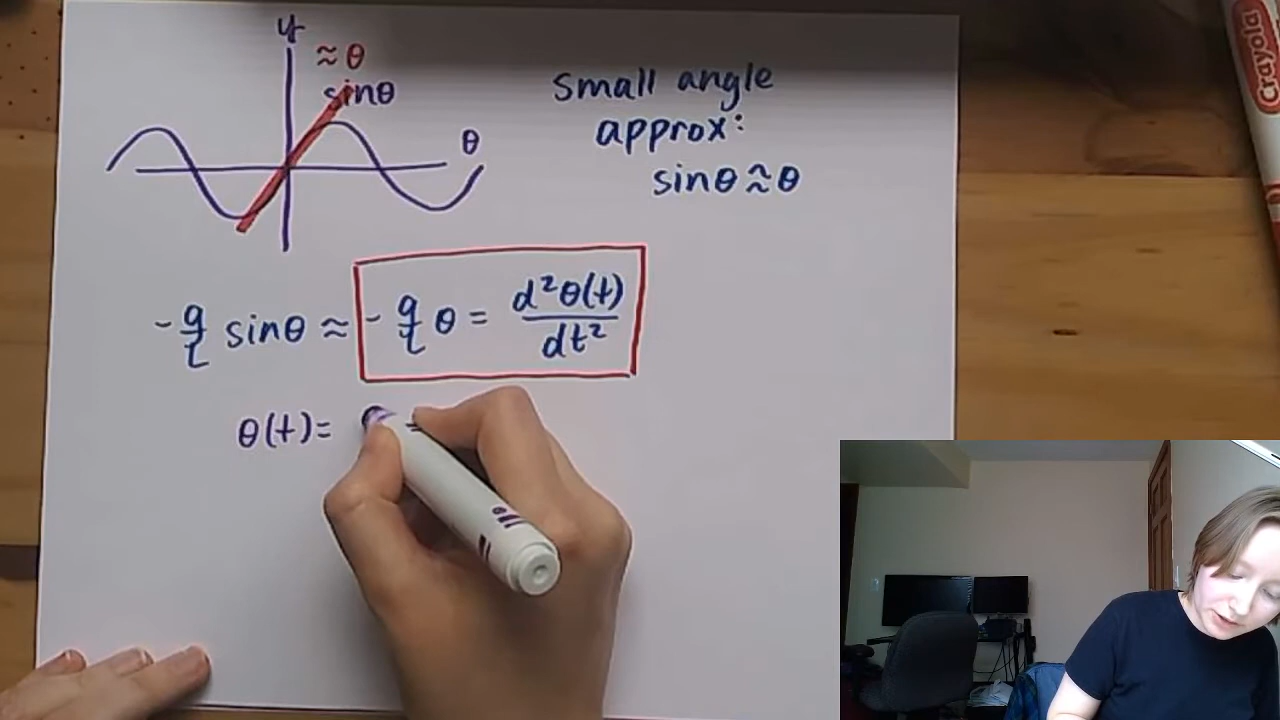 y
≈ θ
sinθ
θ
small angle
approx:
sinθ ≈ θ
-g/l sinθ ≈ -g/l θ = d²θ(t)/dt²
θ(t)=
Crayola